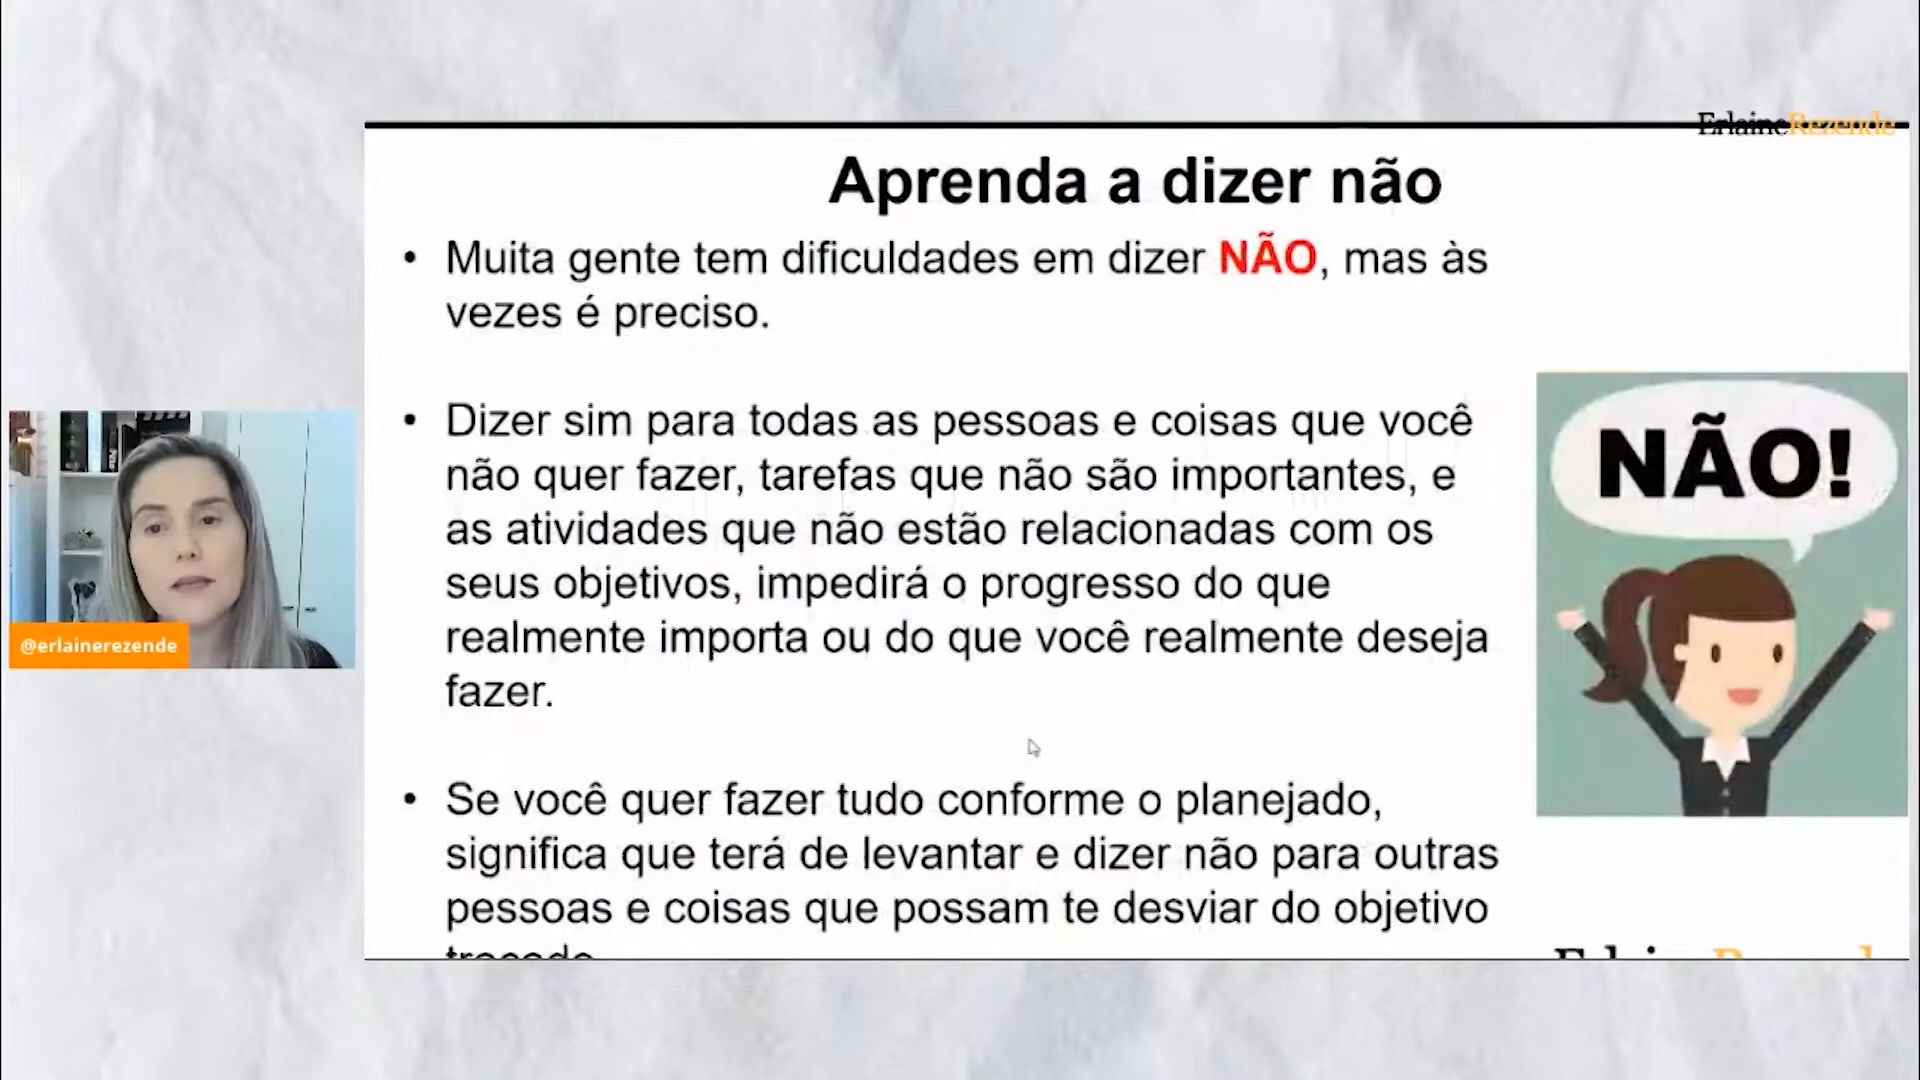 ErlaineRezende
Aprenda a dizer não
• Muita gente tem dificuldades em dizer NÃO, mas às
vezes é preciso.
• Dizer sim para todas as pessoas e coisas que você
não quer fazer, tarefas que não são importantes, e
as atividades que não estão relacionadas com os
seus objetivos, impedirá o progresso do que
realmente importa ou do que você realmente deseja
fazer.
• Se você quer fazer tudo conforme o planejado,
significa que terá de levantar e dizer não para outras
pessoas e coisas que possam te desviar do objetivo
NÃO!
@erlainerezende